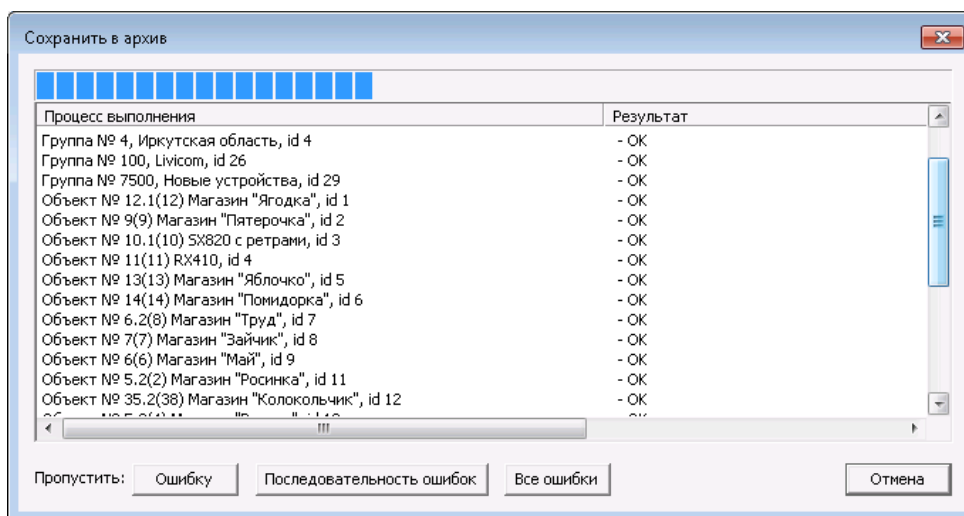 Сохранить в архив
Процесс выполнения Результат
Группа № 4, Иркутская область, id 4 - OK
Группа № 100, Livicom, id 26 - OK
Группа № 7500, Новые устройства, id 29 - OK
Объект № 12.1(12) Магазин "Ягодка", id 1 - OK
Объект № 9(9) Магазин "Пятерочка", id 2 - OK
Объект № 10.1(10) SX820 с ретрами, id 3 - OK
Объект № 11(11) RX410, id 4 - OK
Объект № 13(13) Магазин "Яблочко", id 5 - OK
Объект № 14(14) Магазин "Помидорка", id 6 - OK
Объект № 6.2(8) Магазин "Труд", id 7 - OK
Объект № 7(7) Магазин "Зайчик", id 8 - OK
Объект № 6(6) Магазин "Май", id 9 - OK
Объект № 5.2(2) Магазин "Росинка", id 11 - OK
Объект № 35.2(38) Магазин "Колокольчик", id 12 - OK
Пропустить: Ошибку Последовательность ошибок Все ошибки Отмена